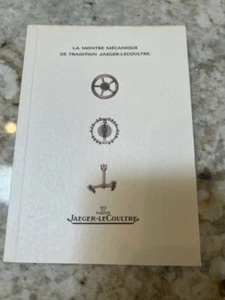 LA MONTRE MÉCANIQUE
DE TRADITION JAEGER-LECOULTRE.
JAEGER-LECOULTRE